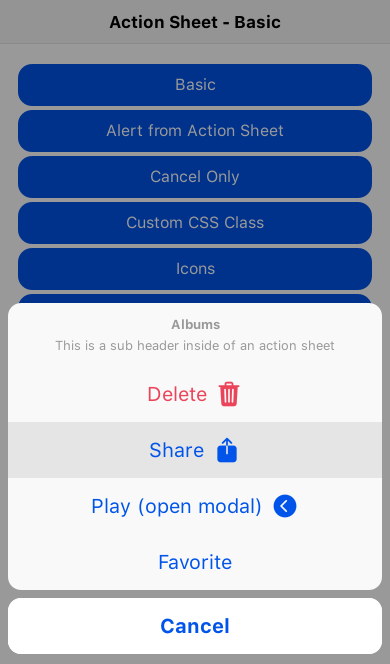 Action Sheet - Basic
Basic
Alert from Action Sheet
Cancel Only
Custom CSS Class
Icons
Albums
This is a sub header inside of an action sheet
Delete
Share
Play (open modal)
Favorite
Cancel